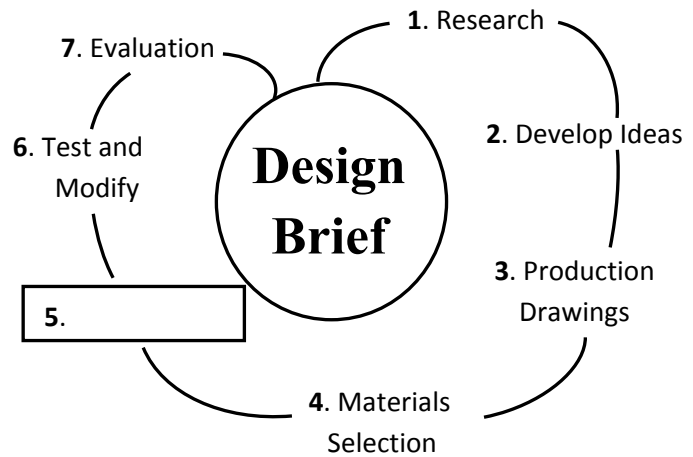 1. Research
7. Evaluation
Design
Brief
2. Develop Ideas
6. Test and
Modify
3. Production
Drawings
5.
4. Materials
Selection